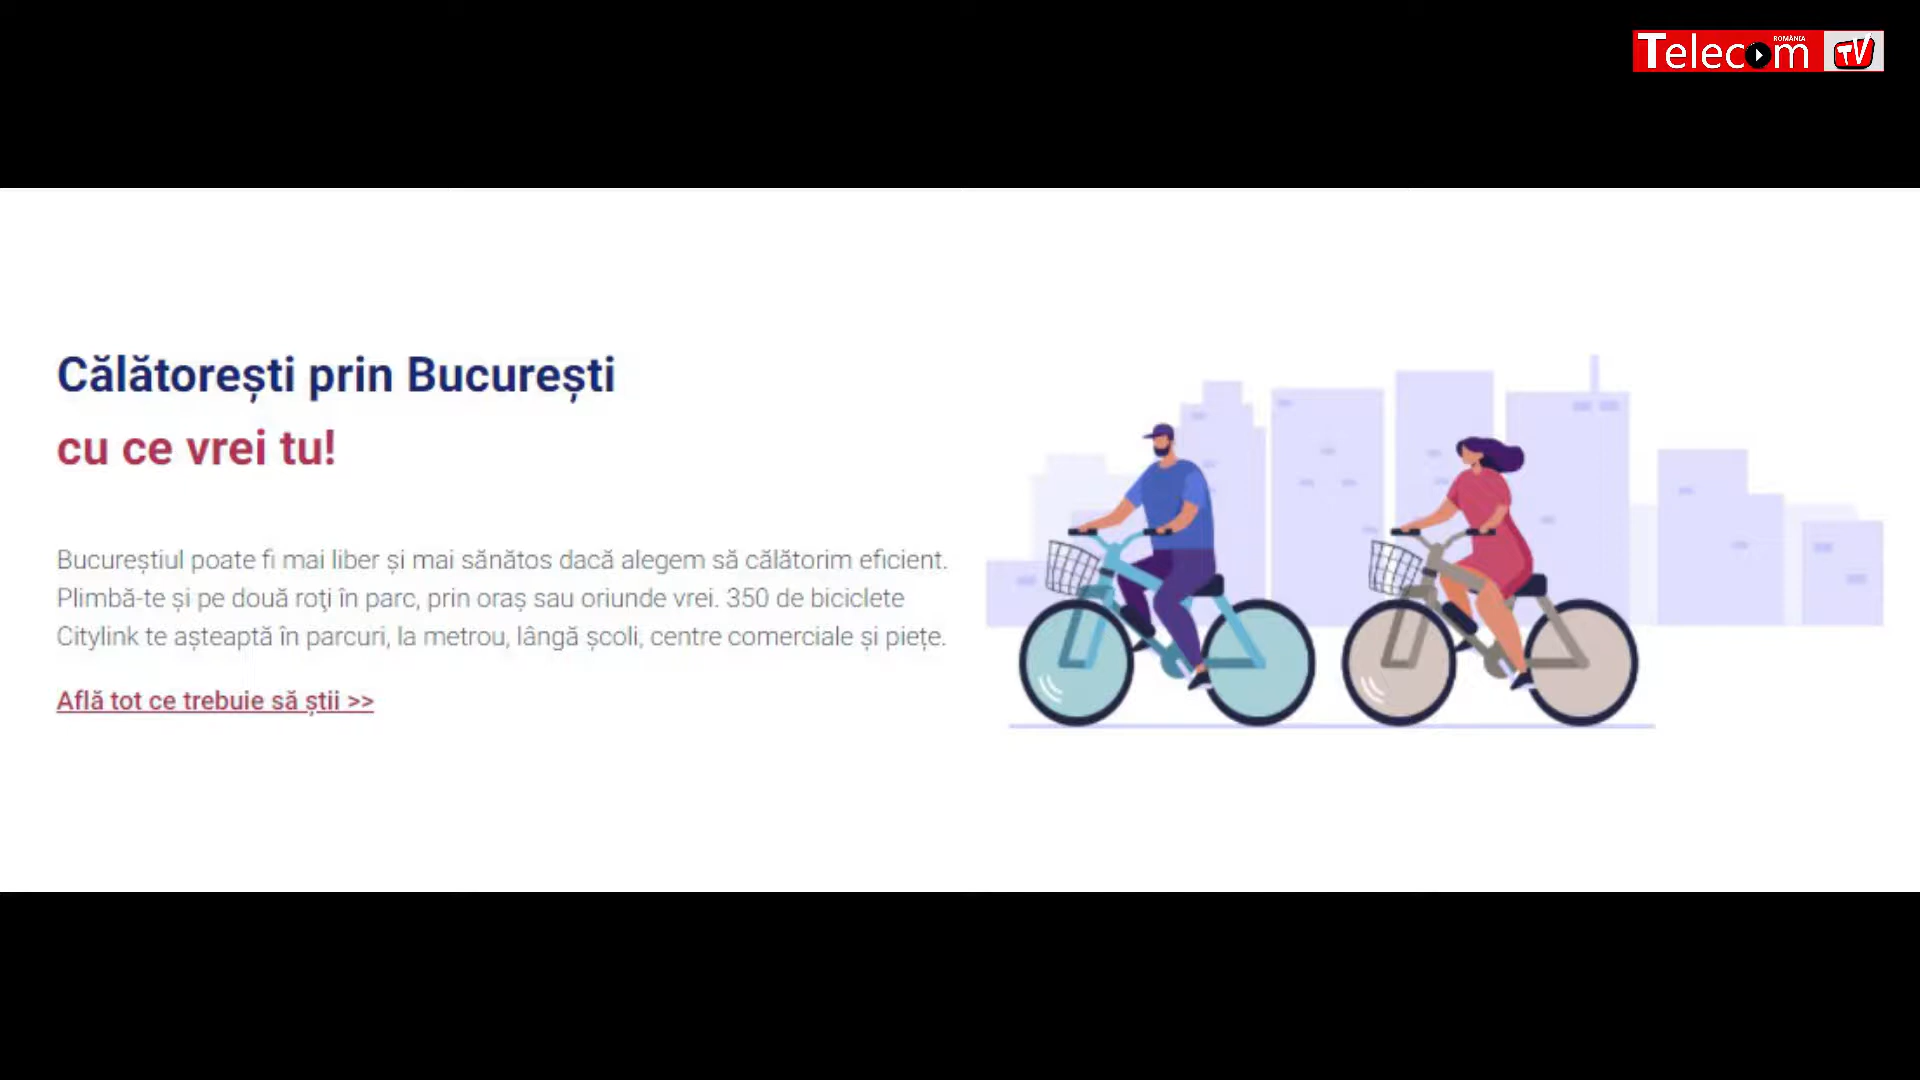 Telecom ROMÂNIA TV
Călătorești prin București
cu ce vrei tu!
Bucureștiul poate fi mai liber și mai sănătos dacă alegem să călătorim eficient.
Plimbă-te și pe două roţi în parc, prin oraș sau oriunde vrei. 350 de biciclete
Citylink te așteaptă în parcuri, la metrou, lângă școli, centre comerciale și piețe.
Află tot ce trebuie să știi >>